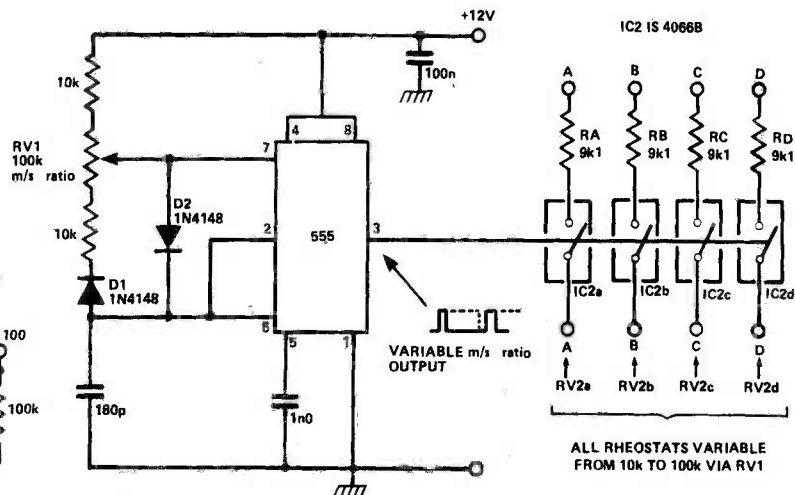 +12V
IC2 IS 4066B
10k
100n
A
B
C
D
RV1
100k
m/s ratio
4
8
7
RA
9k1
RB
9k1
RC
9k1
RD
9k1
D2
1N4148
2
555
3
10k
D1
1N4148
IC2a
IC2b
IC2c
IC2d
6
5
1
VARIABLE m/s ratio
OUTPUT
A
B
C
D
RV2a
RV2b
RV2c
RV2d
100
100k
180p
1n0
ALL RHEOSTATS VARIABLE
FROM 10k TO 100k VIA RV1